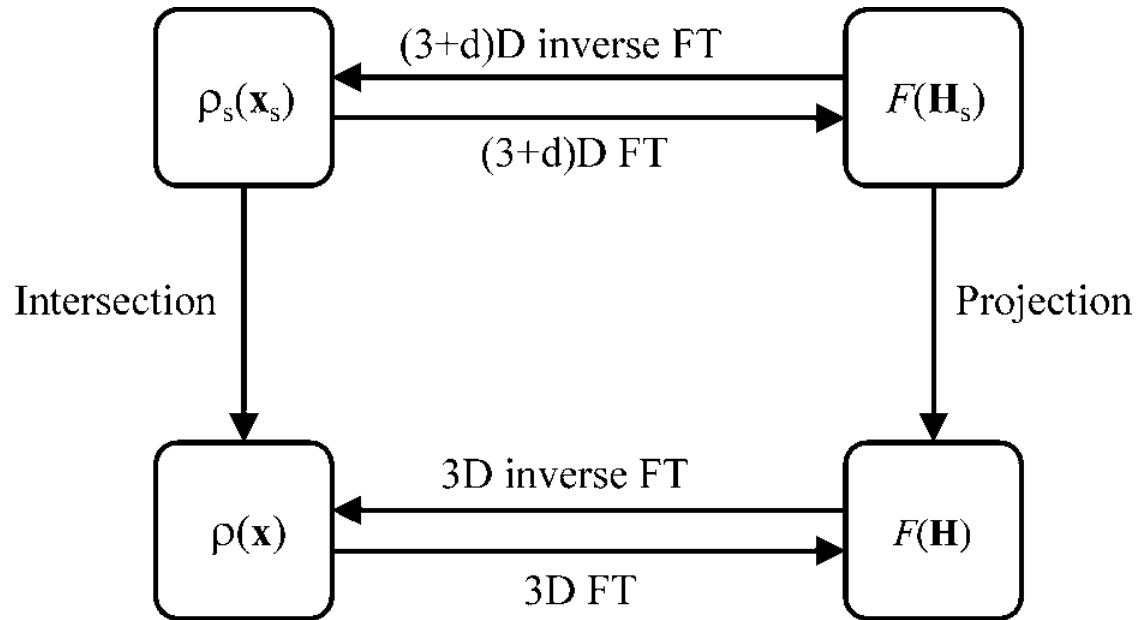 (3+d)D inverse FT
ρs(xs)
F(Hs)
(3+d)D FT
Intersection
Projection
3D inverse FT
ρ(x)
F(H)
3D FT